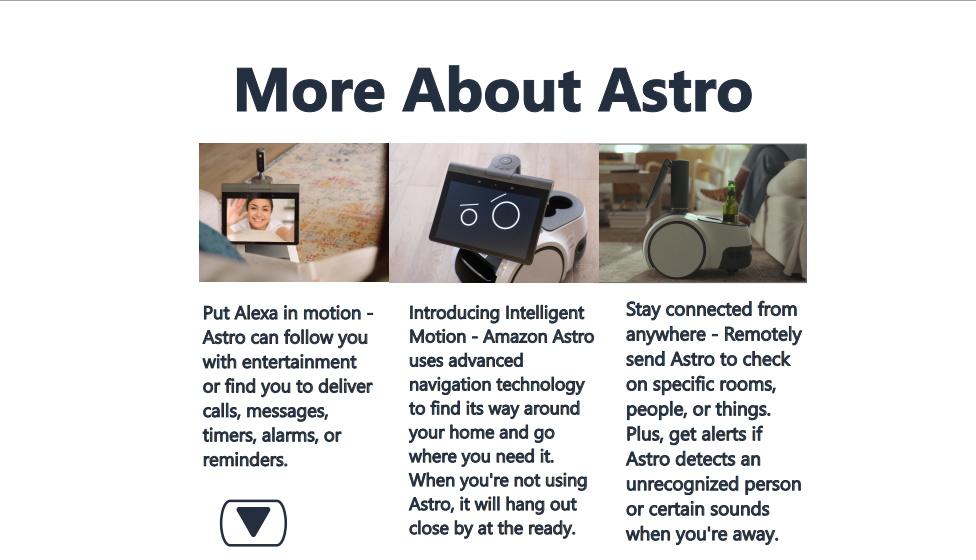 More About Astro
Put Alexa in motion -
Astro can follow you
with entertainment
or find you to deliver
calls, messages,
timers, alarms, or
reminders.
Introducing Intelligent
Motion - Amazon Astro
uses advanced
navigation technology
to find its way around
your home and go
where you need it.
When you're not using
Astro, it will hang out
close by at the ready.
Stay connected from
anywhere - Remotely
send Astro to check
on specific rooms,
people, or things.
Plus, get alerts if
Astro detects an
unrecognized person
or certain sounds
when you're away.